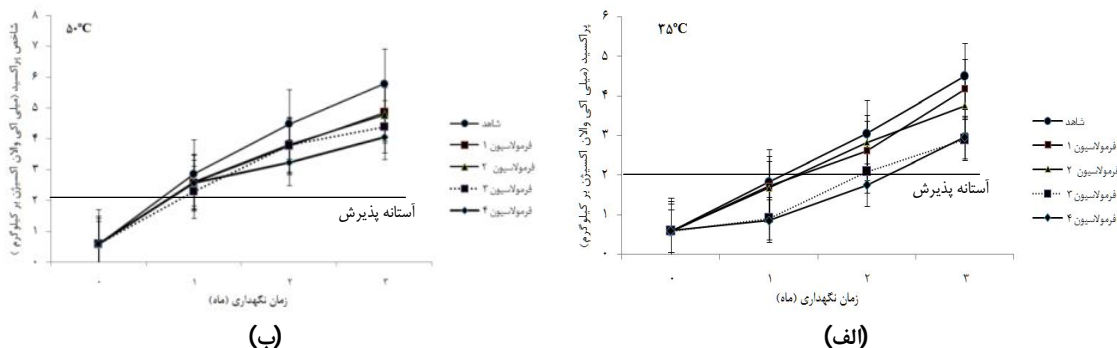 ۳۵°C
پراکسید (میلی اکی والان اکسیژن بر کیلوگرم)
۵
۴
۳
۲
۱
۰
آستانه پذیرش
۰
۱
۲
۳
زمان نگهداری (ماه)
شاهد
فرمولاسیون ۱
فرمولاسیون ۲
فرمولاسیون ۳
فرمولاسیون ۴
(الف)
۵۰°C
شاخص پراکسید (میلی اکی والان اکسیژن بر کیلوگرم)
۸
۷
۶
۵
۴
۳
۲
۱
۰
آستانه پذیرش
۰
۱
۲
۳
زمان نگهداری (ماه)
شاهد
فرمولاسیون ۱
فرمولاسیون ۲
فرمولاسیون ۳
فرمولاسیون ۴
(ب)